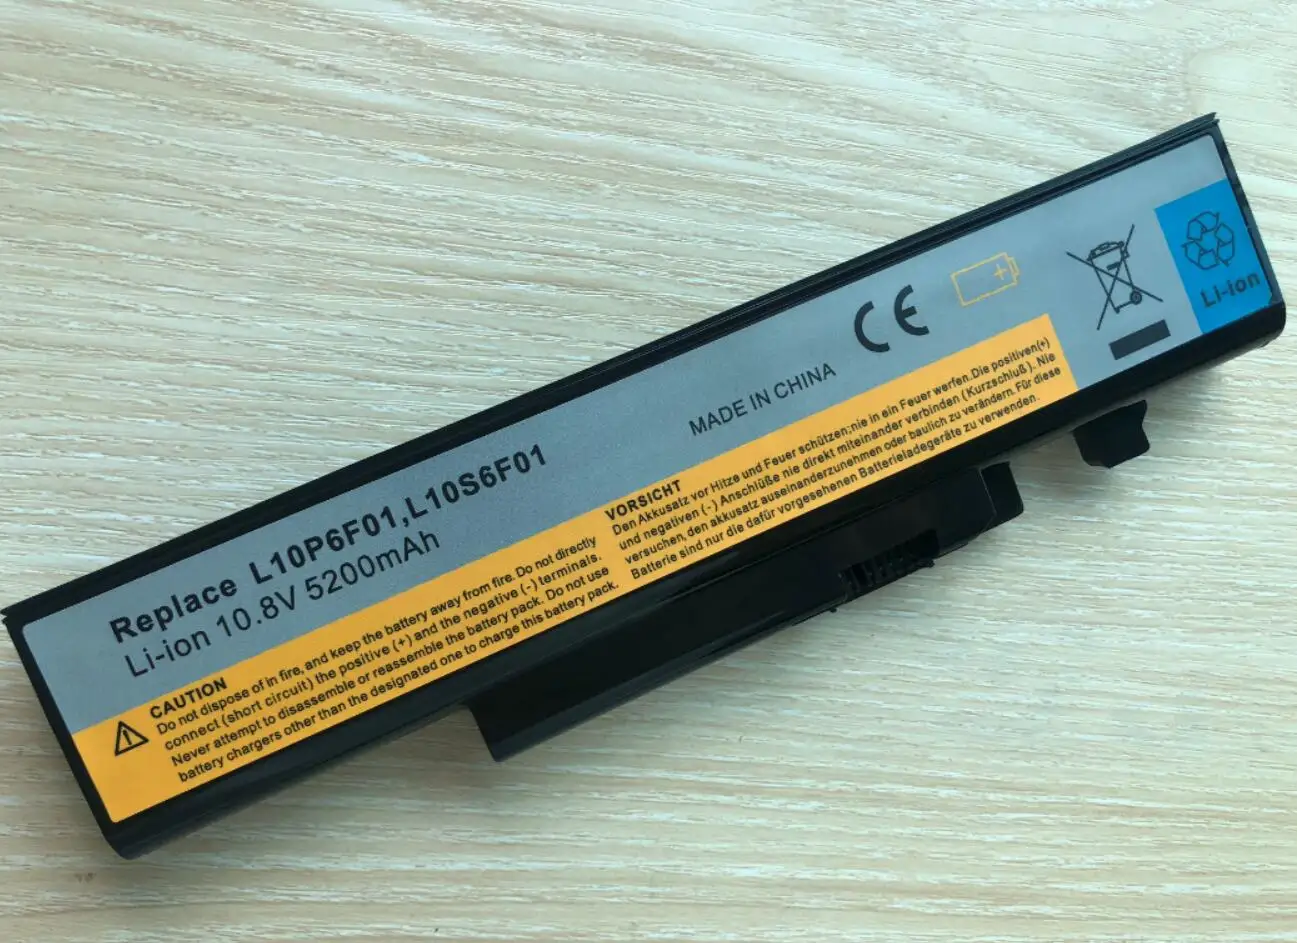 Replace L10P6F01,L10S6F01
Li-ion 10.8V 5200mAh
MADE IN CHINA
CE
Li-ion
CAUTION
Do not dispose of in fire, and keep the battery away from fire. Do not directly
connect (short circuit) the positive (+) and the negative (-) terminals.
Never attempt to disassemble or reassemble the battery pack. Do not use
battery chargers other than the designated one to charge this battery pack.
VORSICHT
Den Akkusatz vor Hitze und Feuer schützen;nie in ein Feuer werfen.Die positiven(+)
und negativen (-) Anschlüße nie direkt miteinander verbinden (Kurzschluß). Nie
versuchen, den akkusatz auseinanderzunehmen oder baulich zu verändern. Für diese
Batterie sind nur die dafür vorgesehenen Batterieladegeräte zu verwenden.